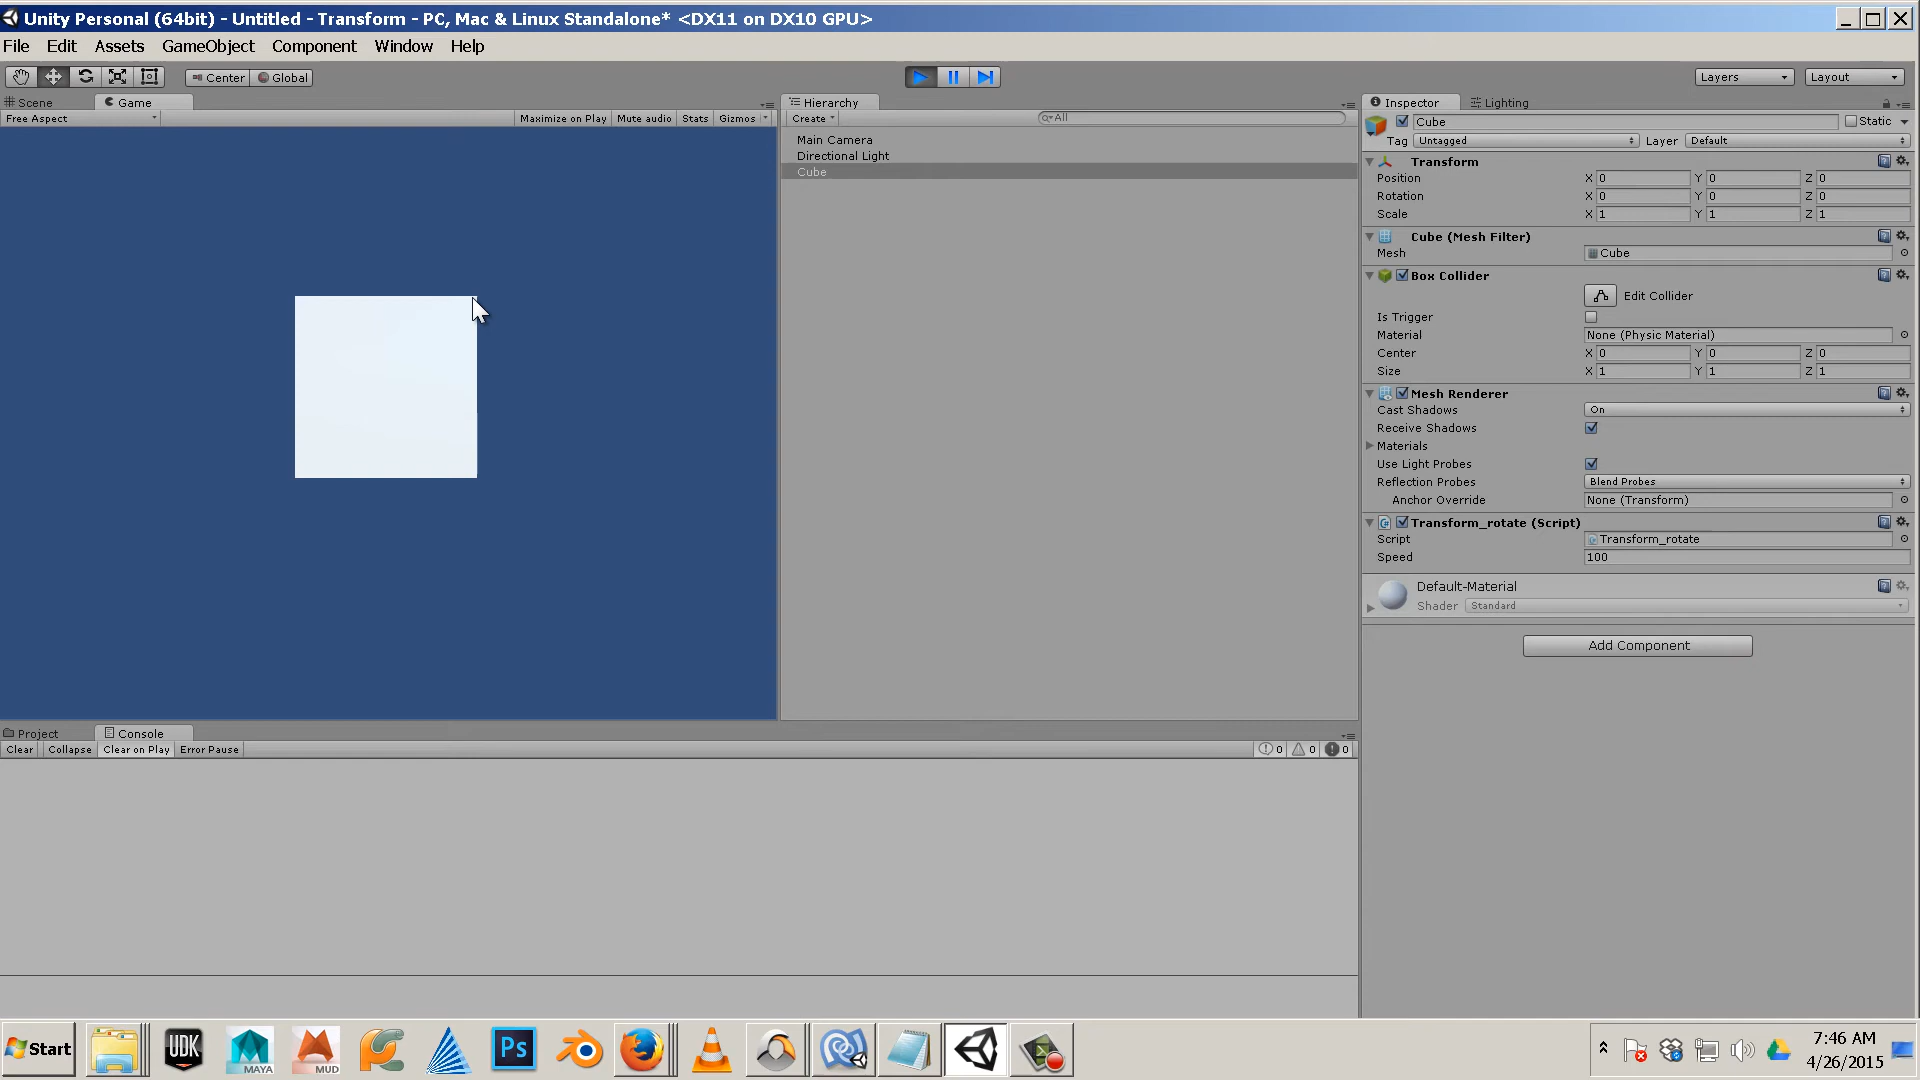 Unity Personal (64bit) - Untitled - Transform - PC, Mac & Linux Standalone* <DX11 on DX10 GPU>
File Edit Assets GameObject Component Window Help
Center Global Layers Layout
Scene Game Hierarchy Inspector Lighting
Free Aspect Maximize on Play Mute audio Stats Gizmos Create All
Cube Static
Main Camera
Tag Untagged Layer Default
Directional Light
Cube
Transform
Position X 0 Y 0 Z 0
Rotation X 0 Y 0 Z 0
Scale X 1 Y 1 Z 1
Cube (Mesh Filter)
Mesh Cube
Box Collider
Edit Collider
Is Trigger
Material None (Physic Material)
Center X 0 Y 0 Z 0
Size X 1 Y 1 Z 1
Mesh Renderer
Cast Shadows On
Receive Shadows
Materials
Use Light Probes
Reflection Probes Blend Probes
Anchor Override None (Transform)
Transform_rotate (Script)
Script Transform_rotate
Speed 100
Default-Material
Shader Standard
Add Component
Project Console
Clear Collapse Clear on Play Error Pause 0 0 0
Start UDK MAYA MUD Ps 7:46 AM
4/26/2015